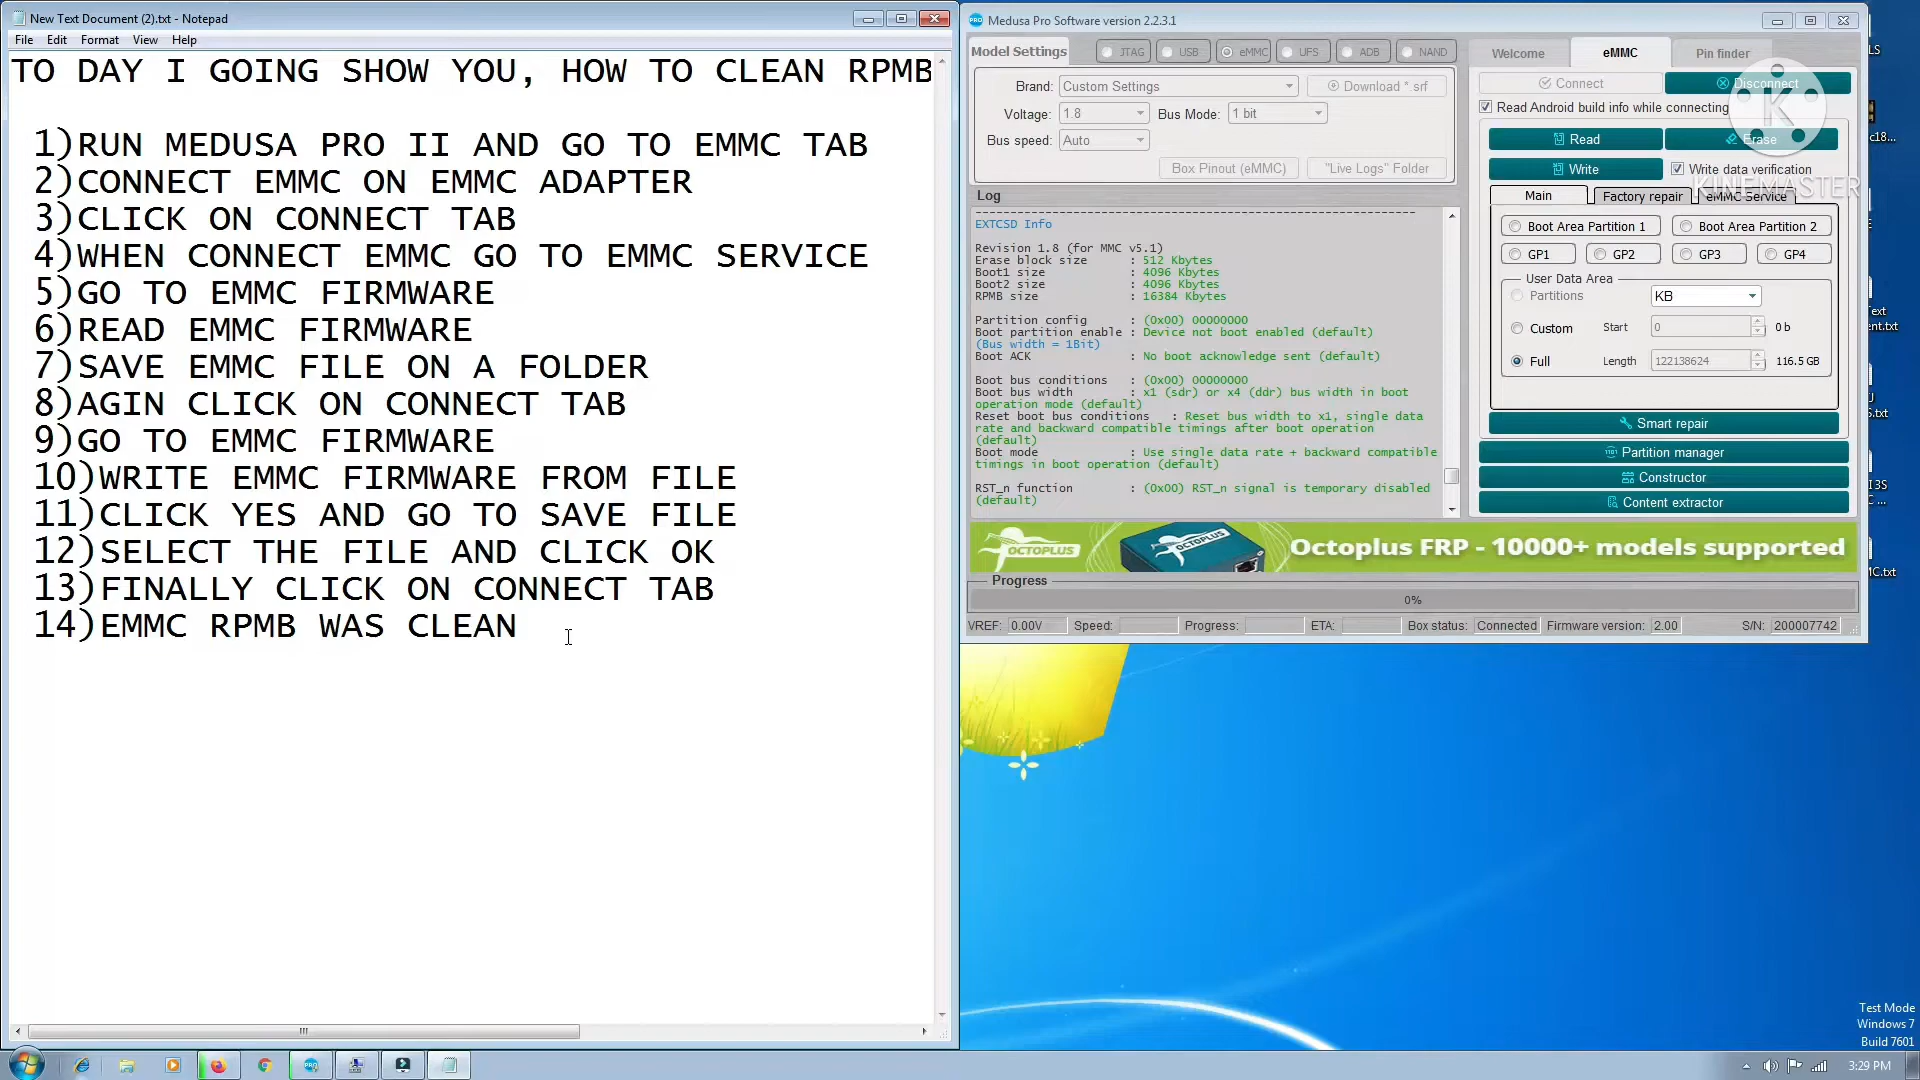 New Text Document (2).txt - Notepad
File Edit Format View Help
TO DAY I GOING SHOW YOU, HOW TO CLEAN RPMB
1)RUN MEDUSA PRO II AND GO TO EMMC TAB
2)CONNECT EMMC ON EMMC ADAPTER
3)CLICK ON CONNECT TAB
4)WHEN CONNECT EMMC GO TO EMMC SERVICE
5)GO TO EMMC FIRMWARE
6)READ EMMC FIRMWARE
7)SAVE EMMC FILE ON A FOLDER
8)AGIN CLICK ON CONNECT TAB
9)GO TO EMMC FIRMWARE
10)WRITE EMMC FIRMWARE FROM FILE
11)CLICK YES AND GO TO SAVE FILE
12)SELECT THE FILE AND CLICK OK
13)FINALLY CLICK ON CONNECT TAB
14)EMMC RPMB WAS CLEAN
PRO Medusa Pro Software version 2.2.3.1
Model Settings JTAG USB eMMC UFS ADB NAND
Brand: Custom Settings Download *.srf
Voltage: 1.8 Bus Mode: 1 bit
Bus speed: Auto
Box Pinout (eMMC) "Live Logs" Folder
Log
EXTCSD Info
Revision 1.8 (for MMC v5.1)
Erase block size : 512 Kbytes
Boot1 size : 4096 Kbytes
Boot2 size : 4096 Kbytes
RPMB size : 16384 Kbytes
Partition config : (0x00) 00000000
Boot partition enable : Device not boot enabled (default)
(Bus width = 1Bit)
Boot ACK : No boot acknowledge sent (default)
Boot bus conditions : (0x00) 00000000
Boot bus width : x1 (sdr) or x4 (ddr) bus width in boot
operation mode (default)
Reset boot bus conditions : Reset bus width to x1, single data
rate and backward compatible timings after boot operation
(default)
Boot mode : Use single data rate + backward compatible
timings in boot operation (default)
RST_n function : (0x00) RST_n signal is temporary disabled
(default)
Welcome eMMC Pin finder
Connect Disconnect
Read Android build info while connecting
Read Erase
Write Write data verification
K
KINEMASTER
Main Factory repair eMMC Service
Boot Area Partition 1 Boot Area Partition 2
GP1 GP2 GP3 GP4
User Data Area
Partitions KB
Custom Start 0 0 b
Full Length 122138624 116.5 GB
Smart repair
Partition manager
Constructor
Content extractor
OCTOPLUS OCTOPLUS Octoplus FRP - 10000+ models supported
Progress
0%
VREF: 0.00V Speed: Progress: ETA: Box status: Connected Firmware version: 2.00 S/N: 200007742
Test Mode
Windows 7
Build 7601
3:29 PM